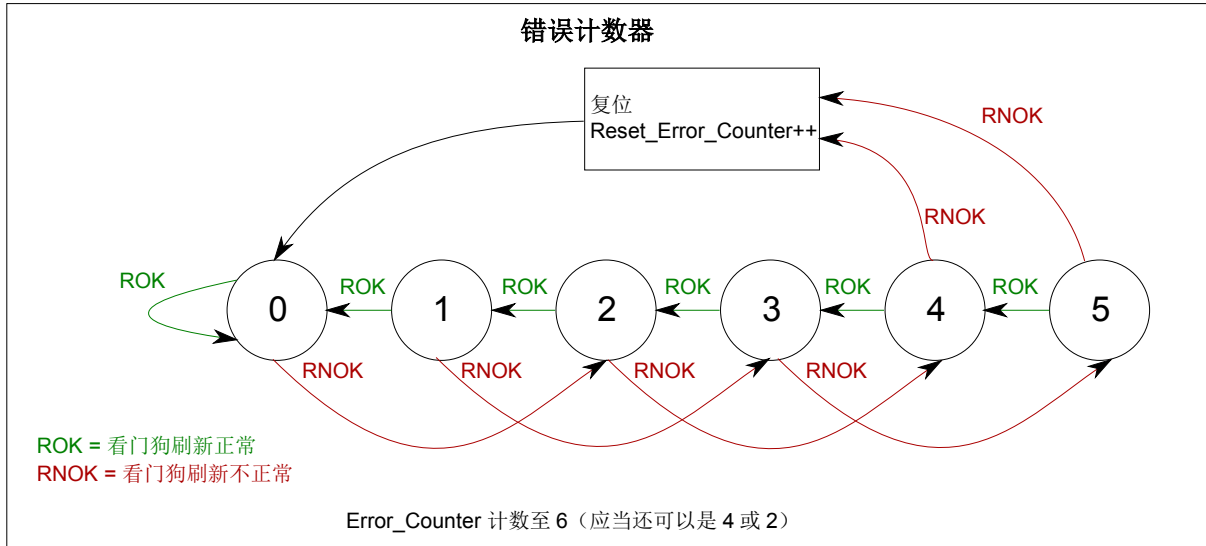 错误计数器
复位
Reset_Error_Counter++
RNOK
RNOK
ROK
ROK
ROK
ROK
ROK
ROK
0
1
2
3
4
5
RNOK
RNOK
RNOK
RNOK
ROK = 看门狗刷新正常
RNOK = 看门狗刷新不正常
Error_Counter 计数至 6（应当还可以是 4 或 2）